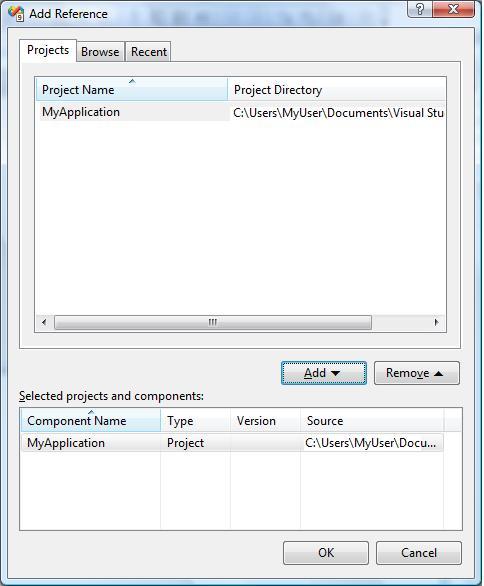 Add Reference
Projects Browse Recent
Project Name Project Directory
MyApplication C:\Users\MyUser\Documents\Visual Stu
Add Remove
Selected projects and components:
Component Name Type Version Source
MyApplication Project C:\Users\MyUser\Docu...
OK Cancel